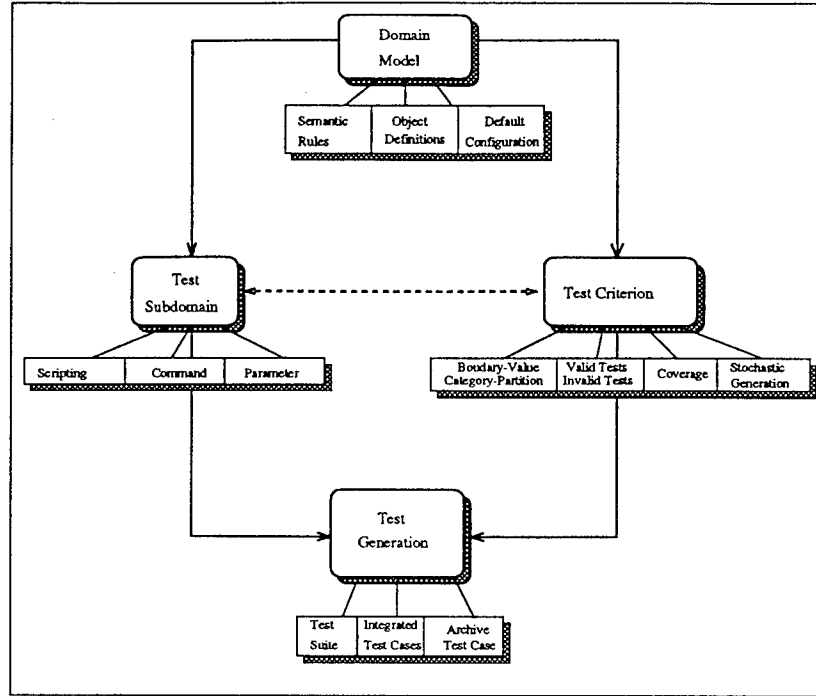 Domain
Model
Semantic
Rules
Object
Definitions
Default
Configuration
Test
Subdomain
Test Criterion
Scripting
Command
Parameter
Boudary-Value
Category-Partition
Valid Tests
Invalid Tests
Coverage
Stochastic
Generation
Test
Generation
Test
Suite
Integrated
Test Cases
Archive
Test Case